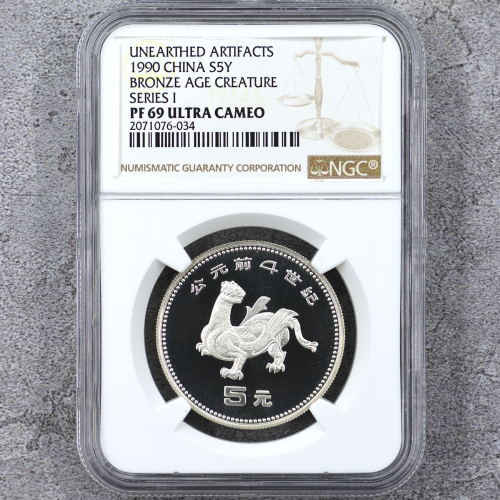 UNEARTHED ARTIFACTS
1990 CHINA S5Y
BRONZE AGE CREATURE
SERIES I
PF 69 ULTRA CAMEO
2071076-034
NUMISMATIC GUARANTY CORPORATION NGC®
公元前4世纪
5元